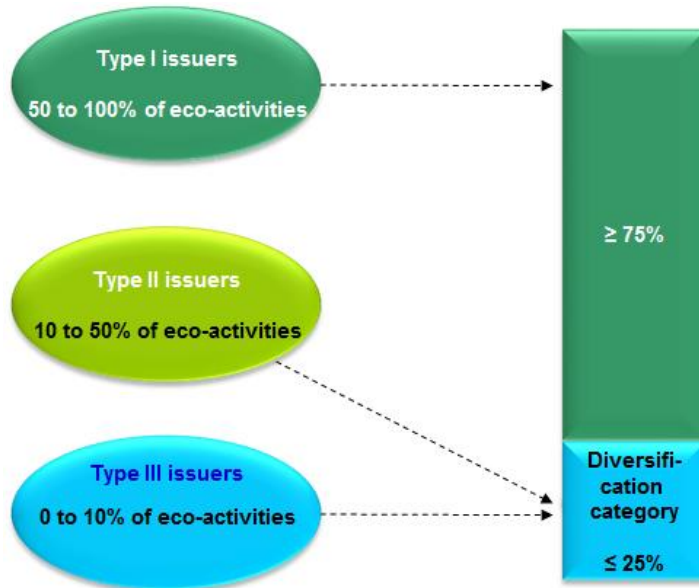 Type I issuers
50 to 100% of eco-activities
≥ 75%
Type II issuers
10 to 50% of eco-activities
Type III issuers
0 to 10% of eco-activities
Diversifi-
cation
category
≤ 25%